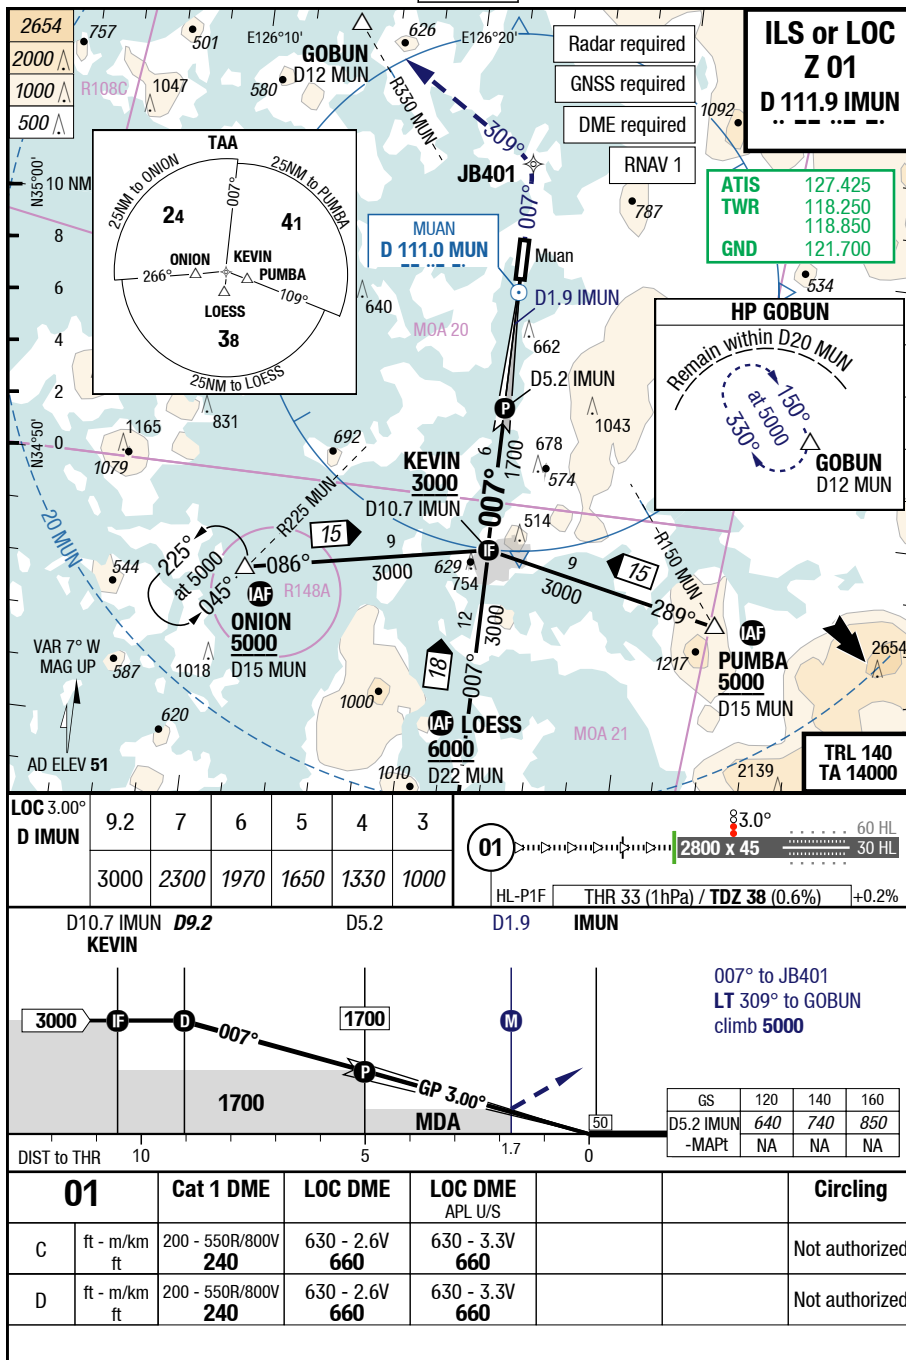 2654
2000
1000
500
757
501
E126°10'
GOBUN
D12 MUN
626
E126°20'
Radar required
GNSS required
DME required
RNAV 1
ILS or LOC
Z 01
D 111.9 IMUN
R108C
1047
580
R330 MUN
309°
JB401
007°
1092
787
ATIS 127.425
TWR 118.250
118.850
GND 121.700
534
N35°00'
10 NM
8
6
4
2
0
N34°50'
TAA
25NM to ONION
25NM to PUMBA
007°
24
41
ONION
KEVIN
PUMBA
266°
109°
LOESS
38
25NM to LOESS
MUAN
D 111.0 MUN
Muan
D1.9 IMUN
640
MOA 20
662
D5.2 IMUN
P
HP GOBUN
Remain within D20 MUN
150°
at 5000
330°
GOBUN
D12 MUN
831
1165
1079
692
1043
678
574
6
1700
KEVIN
3000
D10.7 IMUN
007°
514
IF
629
754
R225 MUN
15
9
3000
086°
225°
at 5000
045°
IAF
ONION
5000
D15 MUN
R148A
20 MUN
544
9
3000
15
R150 MUN
289°
IAF
PUMBA
5000
D15 MUN
1217
2654
12
3000
007°
18
VAR 7° W
MAG UP
587
1018
620
1000
1010
IAF LOESS
6000
D22 MUN
MOA 21
2139
AD ELEV 51
TRL 140
TA 14000
LOC 3.00°
D IMUN
9.2 7 6 5 4 3
3000 2300 1970 1650 1330 1000
01
3.0°
2800 x 45
60 HL
30 HL
HL-P1F
THR 33 (1hPa) / TDZ 38 (0.6%)
+0.2%
D10.7 IMUN D9.2 D5.2 D1.9 IMUN
KEVIN
3000
IF
D
007°
1700
P
M
GP 3.00°
1700
MDA
50
DIST to THR 10 5 1.7 0
007° to JB401
LT 309° to GOBUN
climb 5000
GS 120 140 160
D5.2 IMUN 640 740 850
-MAPt NA NA NA
01 Cat 1 DME LOC DME LOC DME Circling
APL U/S
C ft - m/km 200 - 550R/800V 630 - 2.6V 630 - 3.3V Not authorized
ft 240 660 660
D ft - m/km 200 - 550R/800V 630 - 2.6V 630 - 3.3V Not authorized
ft 240 660 660